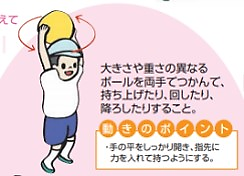 えて
大きさや重さの異なる
ボールを両手でつかんで、
持ち上げたり、回したり、
降ろしたりすること。
動きのポイント
・手の平をしっかり開き、指先に
力を入れて持つようにする。